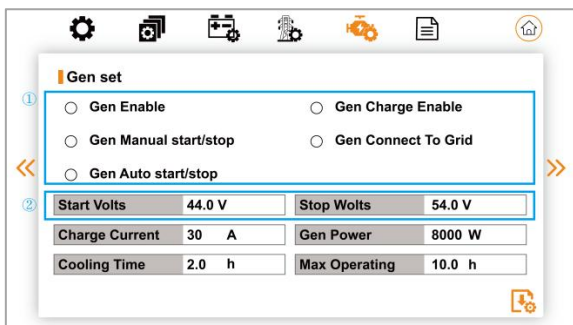 Gen set
①
Gen Enable Gen Charge Enable
Gen Manual start/stop Gen Connect To Grid
Gen Auto start/stop
② Start Volts 44.0 V Stop Wolts 54.0 V
Charge Current 30 A Gen Power 8000 W
Cooling Time 2.0 h Max Operating 10.0 h